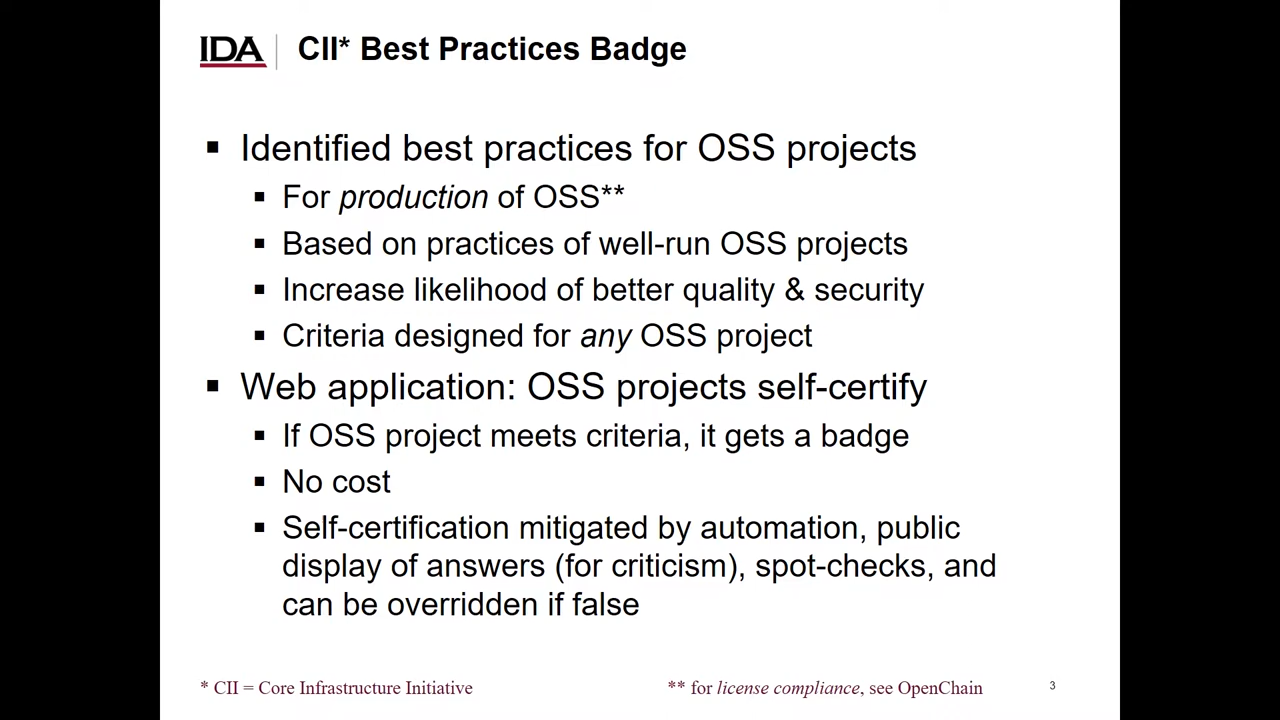 IDA CII* Best Practices Badge
▪ Identified best practices for OSS projects
▪ For production of OSS**
▪ Based on practices of well-run OSS projects
▪ Increase likelihood of better quality & security
▪ Criteria designed for any OSS project
▪ Web application: OSS projects self-certify
▪ If OSS project meets criteria, it gets a badge
▪ No cost
▪ Self-certification mitigated by automation, public
display of answers (for criticism), spot-checks, and
can be overridden if false
* CII = Core Infrastructure Initiative
** for license compliance, see OpenChain
3